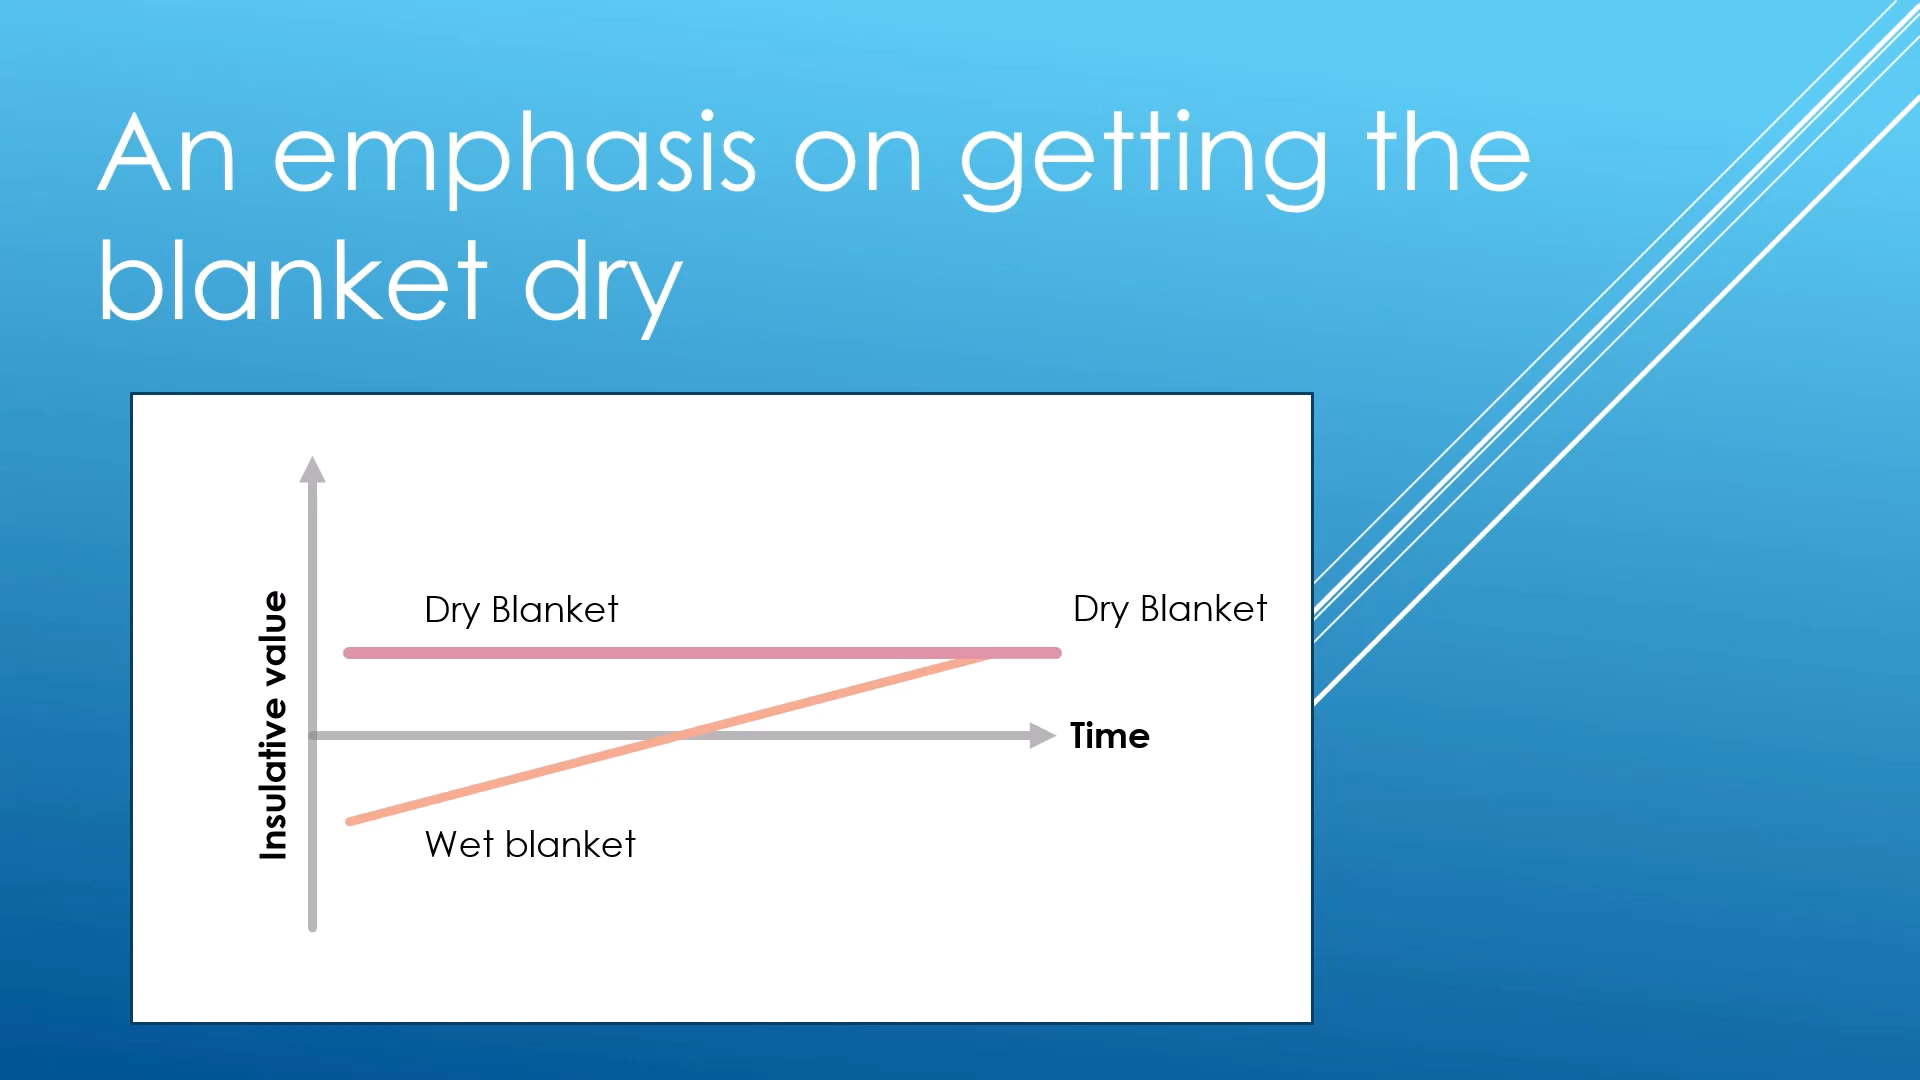 An emphasis on getting the
blanket dry
Insulative value
Dry Blanket
Dry Blanket
Time
Wet blanket